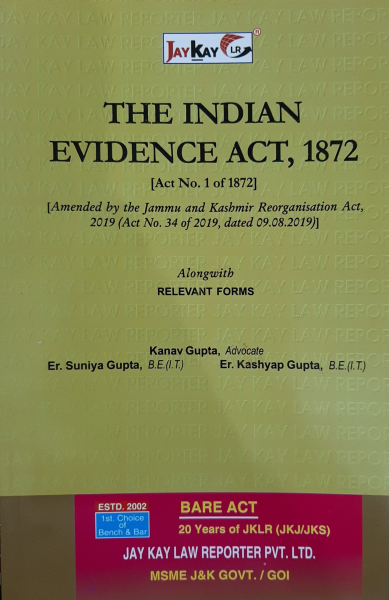 JAY KAY LR
THE INDIAN
EVIDENCE ACT, 1872
[Act No. 1 of 1872]
[Amended by the Jammu and Kashmir Reorganisation Act,
2019 (Act No. 34 of 2019, dated 09.08.2019)]
Alongwith
RELEVANT FORMS
Kanav Gupta, Advocate
Er. Suniya Gupta, B.E.(I.T.) Er. Kashyap Gupta, B.E.(I.T.)
ESTD. 2002
1st. Choice
of
Bench & Bar
BARE ACT
20 Years of JKLR (JKJ/JKS)
JAY KAY LAW REPORTER PVT. LTD.
MSME J&K GOVT. / GOI